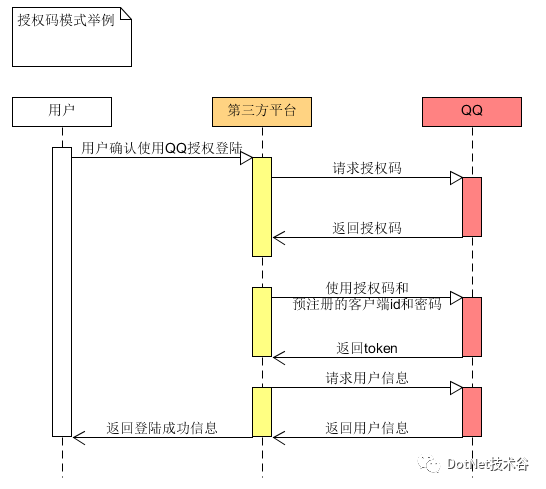 授权码模式举例
用户
第三方平台
QQ
用户确认使用QQ授权登陆
请求授权码
返回授权码
使用授权码和
预注册的客户端id和密码
返回token
请求用户信息
返回登陆成功信息
返回用户信息
DotNet技术谷